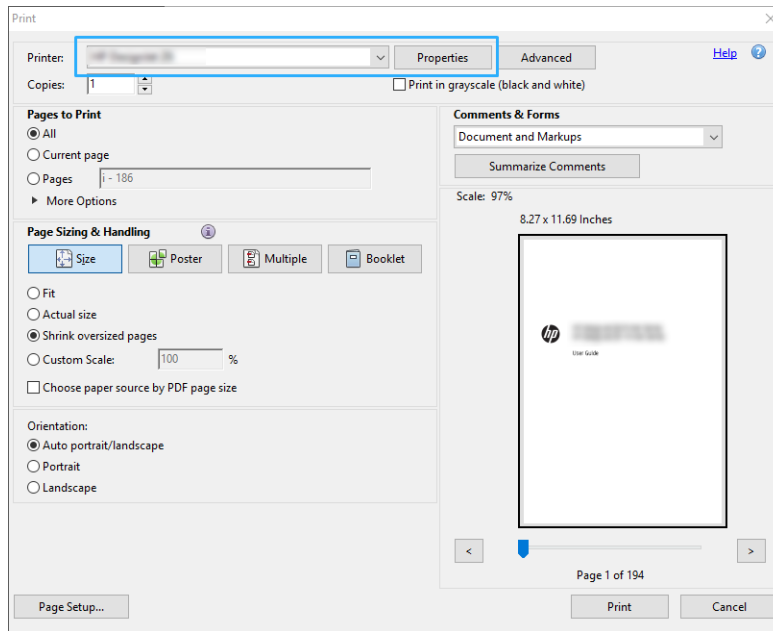 Print
Printer:
Properties
Advanced
Help
?
Copies:
1
Print in grayscale (black and white)
Pages to Print
All
Current page
Pages
i - 186
More Options
Comments & Forms
Document and Markups
Summarize Comments
Page Sizing & Handling
i
Size
Poster
Multiple
Booklet
Fit
Actual size
Shrink oversized pages
Custom Scale:
100
%
Choose paper source by PDF page size
Orientation:
Auto portrait/landscape
Portrait
Landscape
Scale: 97%
8.27 x 11.69 Inches
hp
User Guide
<
>
Page 1 of 194
Page Setup...
Print
Cancel